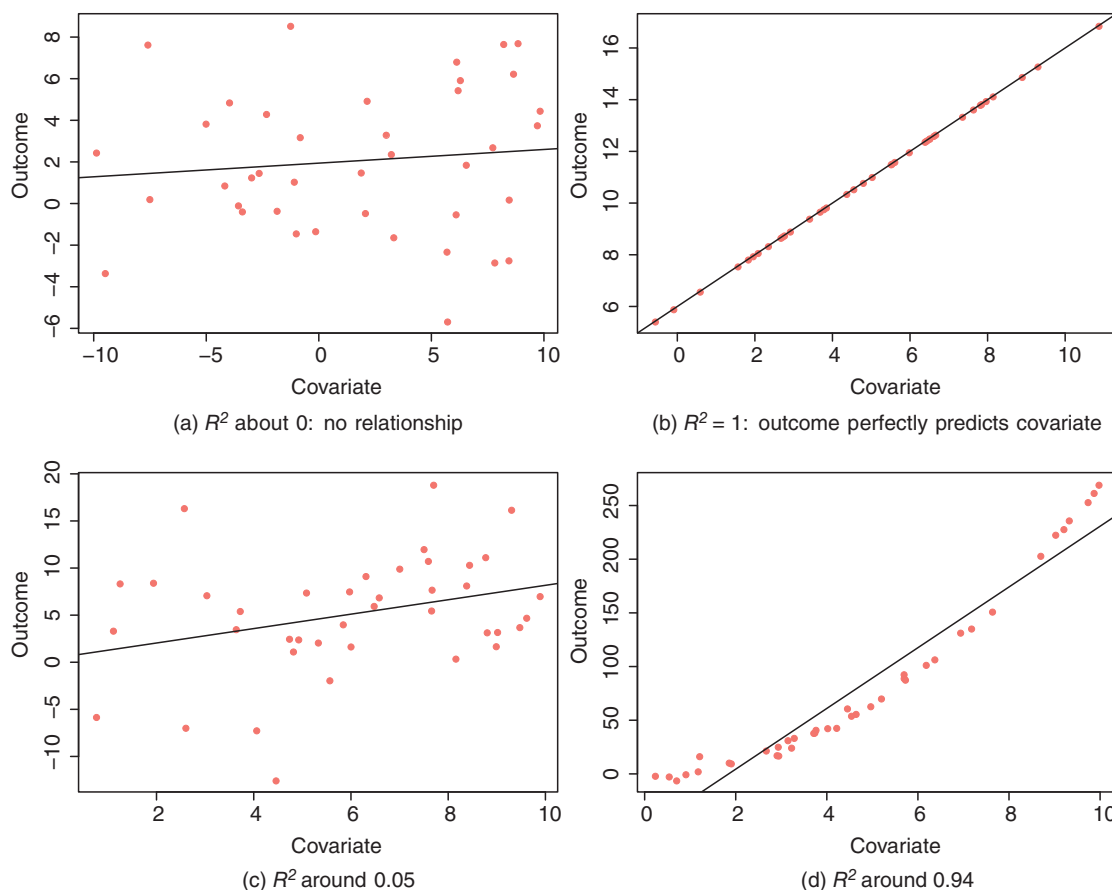 8
6
4
2
0
−2
−4
−6
Outcome
−10 −5 0 5 10
Covariate
(a) R² about 0: no relationship
16
14
12
10
8
6
Outcome
0 2 4 6 8 10
Covariate
(b) R² = 1: outcome perfectly predicts covariate
20
15
10
5
0
−5
−10
Outcome
2 4 6 8 10
Covariate
(c) R² around 0.05
250
200
150
100
50
0
Outcome
0 2 4 6 8 10
Covariate
(d) R² around 0.94